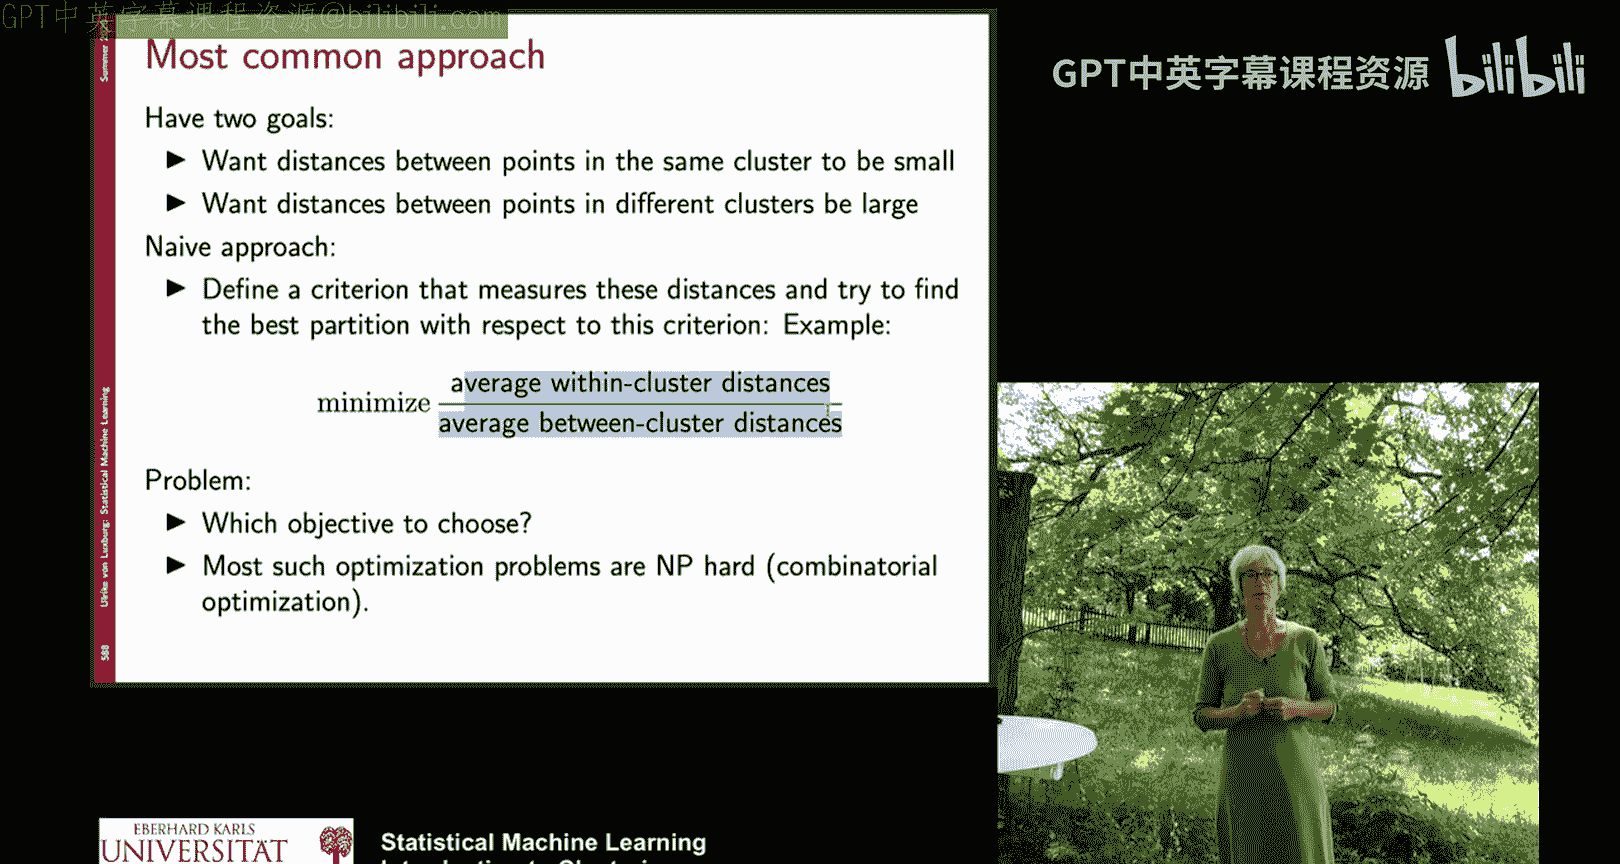 GPT中英字幕课程资源@bilibili.com
GPT中英字幕课程资源 bilibili
Most common approach
Have two goals:
▶ Want distances between points in the same cluster to be small
▶ Want distances between points in different clusters be large
Naive approach:
▶ Define a criterion that measures these distances and try to find
the best partition with respect to this criterion: Example:
average within-cluster distances
minimize
average between-cluster distances
Problem:
▶ Which objective to choose?
▶ Most such optimization problems are NP hard (combinatorial
optimization).
Summer
Ulrike von Luxburg: Statistical Machine Learning
588
EBERHARD KARLS
UNIVERSITÄT
Statistical Machine Learning